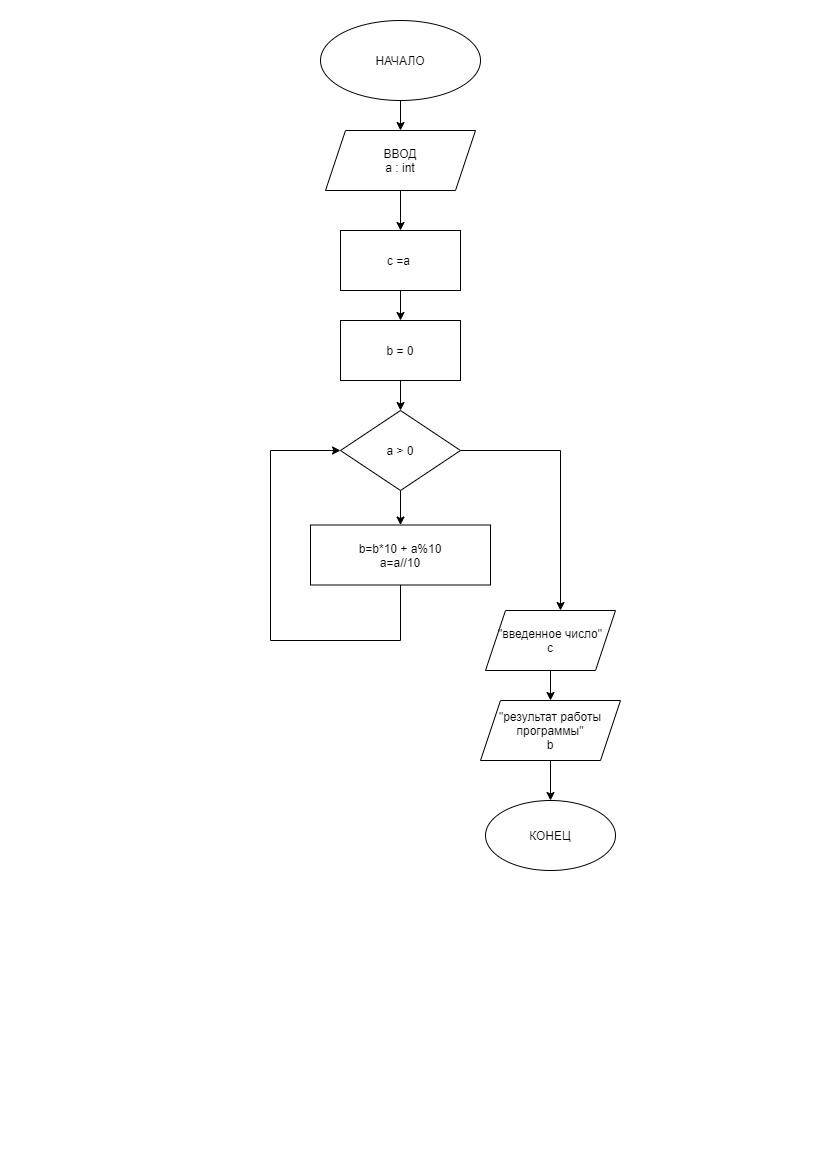 НАЧАЛО
ВВОД
a : int
c =a
b = 0
a > 0
b=b*10 + a%10
a=a//10
"введенное число"
c
"результат работы
программы"
b
КОНЕЦ